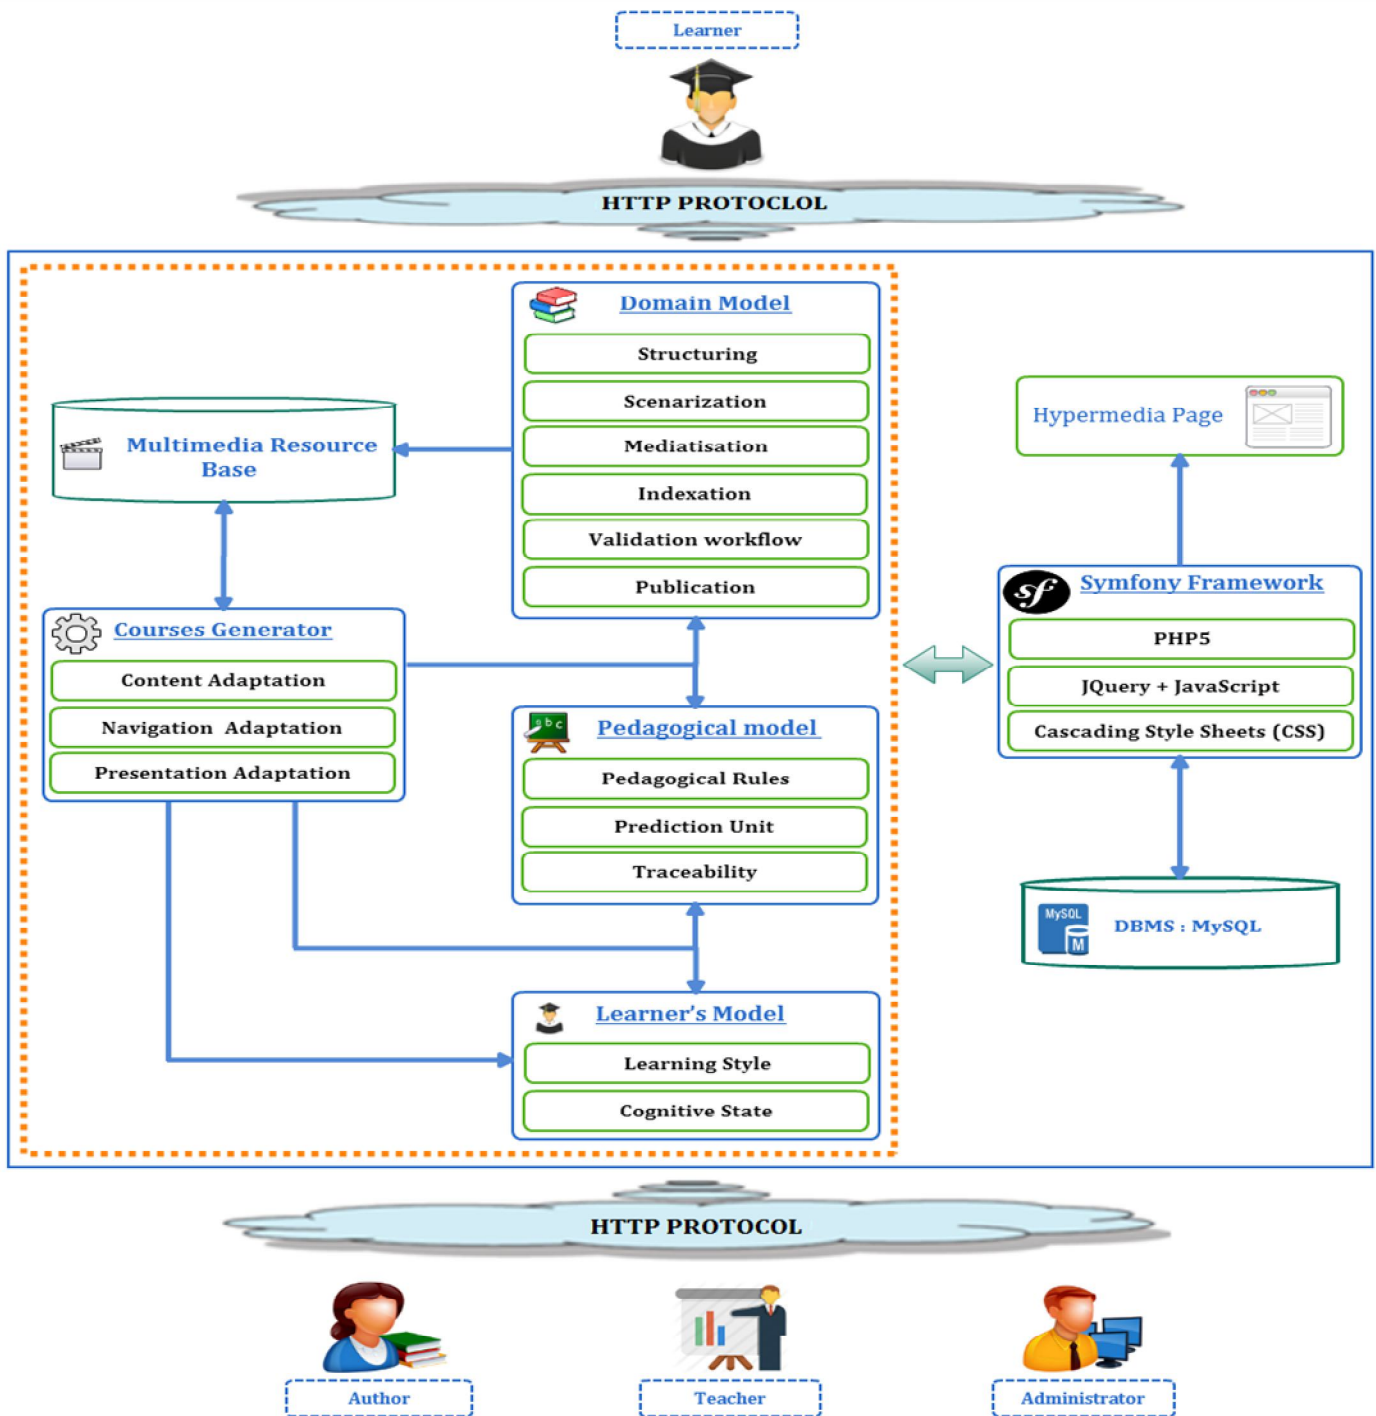 Learner
HTTP PROTOCLOL
Domain Model
Structuring
Scenarization
Mediatisation
Indexation
Validation workflow
Publication
Multimedia Resource
Base
Courses Generator
Content Adaptation
Navigation Adaptation
Presentation Adaptation
abc
Pedagogical model
Pedagogical Rules
Prediction Unit
Traceability
Learner's Model
Learning Style
Cognitive State
Hypermedia Page
sf
Symfony Framework
PHP5
JQuery + JavaScript
Cascading Style Sheets (CSS)
MySQL
M
DBMS : MySQL
HTTP PROTOCOL
Author
Teacher
Administrator